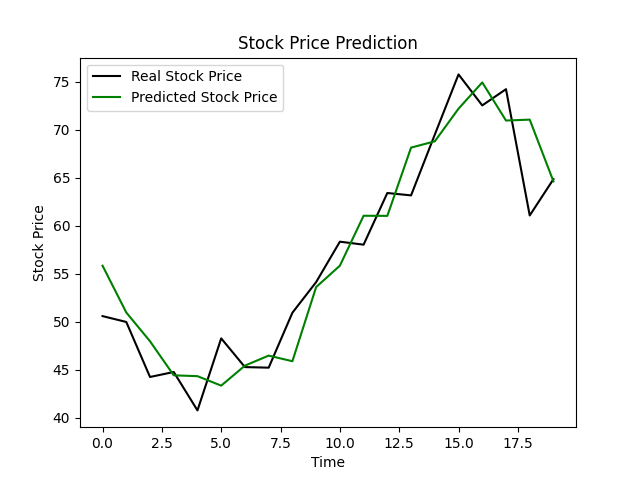 Stock Price Prediction
Real Stock Price
Predicted Stock Price
Stock Price
75
70
65
60
55
50
45
40
0.0 2.5 5.0 7.5 10.0 12.5 15.0 17.5
Time